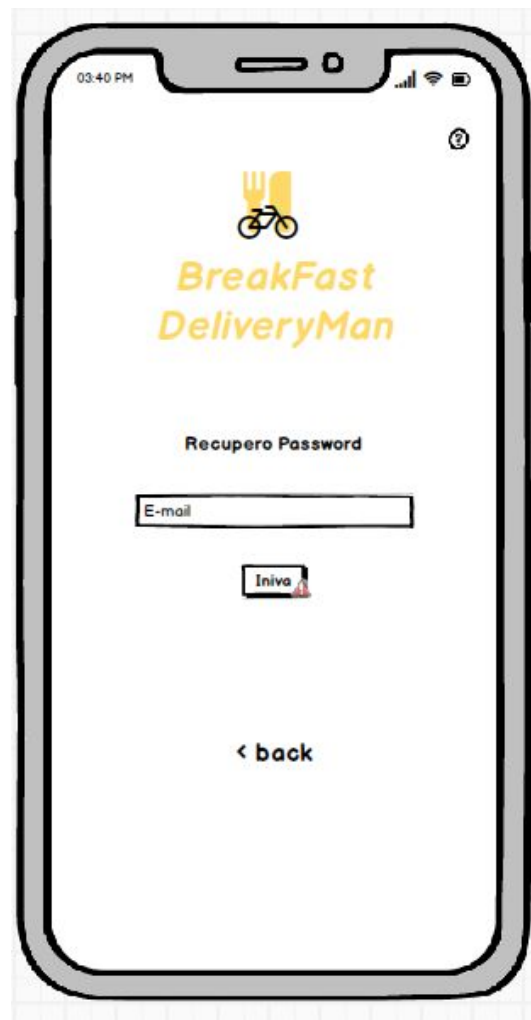 03:40 PM
?
BreakFast
DeliveryMan
Recupero Password
E-mail
Iniva
< back